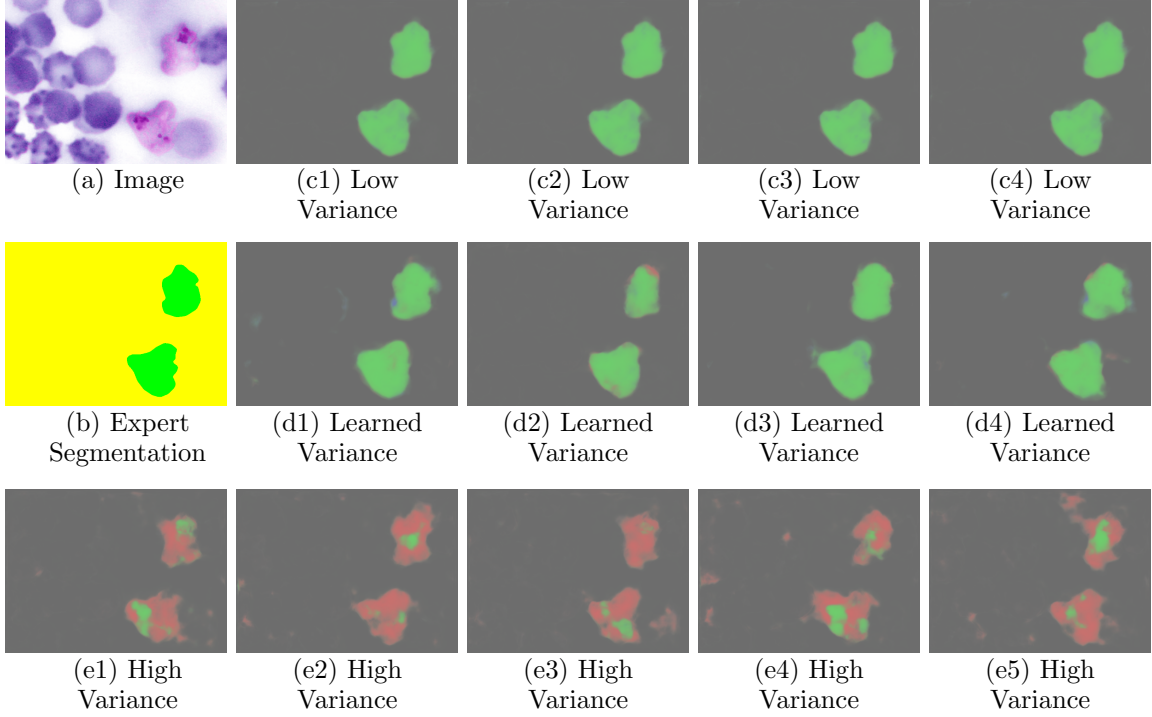 (a) Image
(c1) Low
Variance
(c2) Low
Variance
(c3) Low
Variance
(c4) Low
Variance
(b) Expert
Segmentation
(d1) Learned
Variance
(d2) Learned
Variance
(d3) Learned
Variance
(d4) Learned
Variance
(e1) High
Variance
(e2) High
Variance
(e3) High
Variance
(e4) High
Variance
(e5) High
Variance